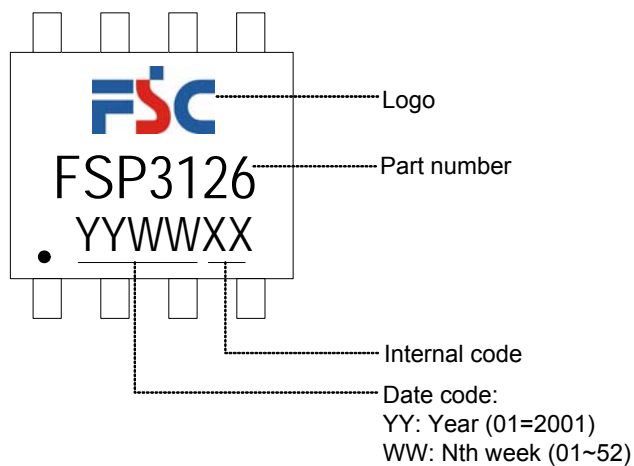 FSC
Logo
FSP3126
Part number
YYWWXX
Internal code
Date code:
YY: Year (01=2001)
WW: Nth week (01~52)